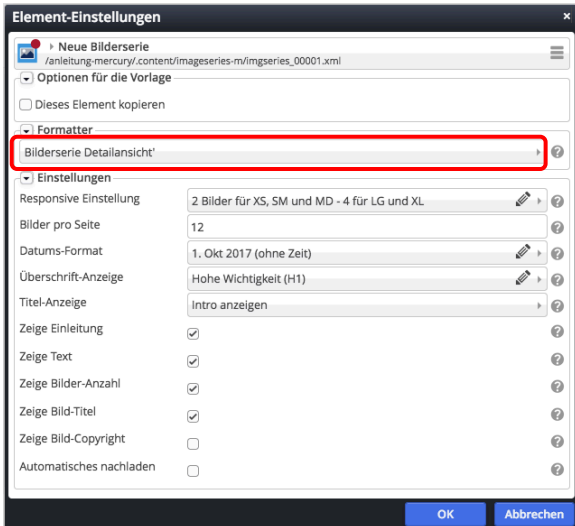 Element-Einstellungen ×
Neue Bilderserie
/anleitung-mercury/.content/imageseries-m/imgseries_00001.xml
Optionen für die Vorlage
Dieses Element kopieren
Formatter
Bilderserie Detailansicht'
Einstellungen
Responsive Einstellung 2 Bilder für XS, SM und MD - 4 für LG und XL
Bilder pro Seite 12
Datums-Format 1. Okt 2017 (ohne Zeit)
Überschrift-Anzeige Hohe Wichtigkeit (H1)
Titel-Anzeige Intro anzeigen
Zeige Einleitung
Zeige Text
Zeige Bilder-Anzahl
Zeige Bild-Titel
Zeige Bild-Copyright
Automatisches nachladen
OK Abbrechen